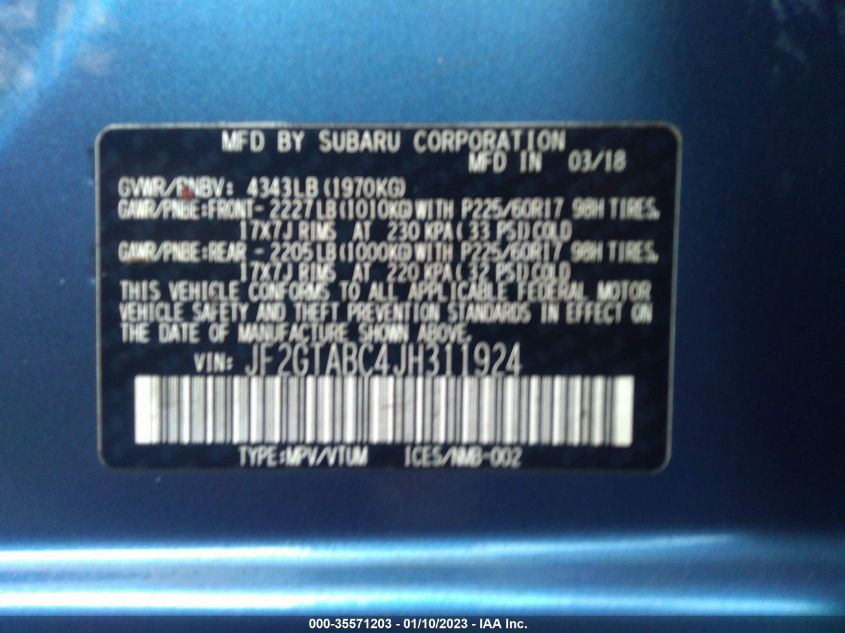 MFD BY SUBARU CORPORATION
MFD IN 03/18
GVWR/PNBV: 4343LB(1970KG)
GAWR/PNBE:FRONT- 2227LB(1010KG)WITH P225/60R17 98H TIRES,
17X7J RIMS AT 230 KPA(33 PSI)COLD
GAWR/PNBE:REAR - 2205LB(1000KG)WITH P225/60R17 98H TIRES,
17X7J RIMS AT 220 KPA(32 PSI)COLD
THIS VEHICLE CONFORMS TO ALL APPLICABLE FEDERAL MOTOR
VEHICLE SAFETY AND THEFT PREVENTION STANDARDS IN EFFECT ON
THE DATE OF MANUFACTURE SHOWN ABOVE.
VIN: JF2GTABC4JH311924
TYPE:MPV/VTUM ICES/NMB-002
000-35571203 - 01/10/2023 - IAA Inc.